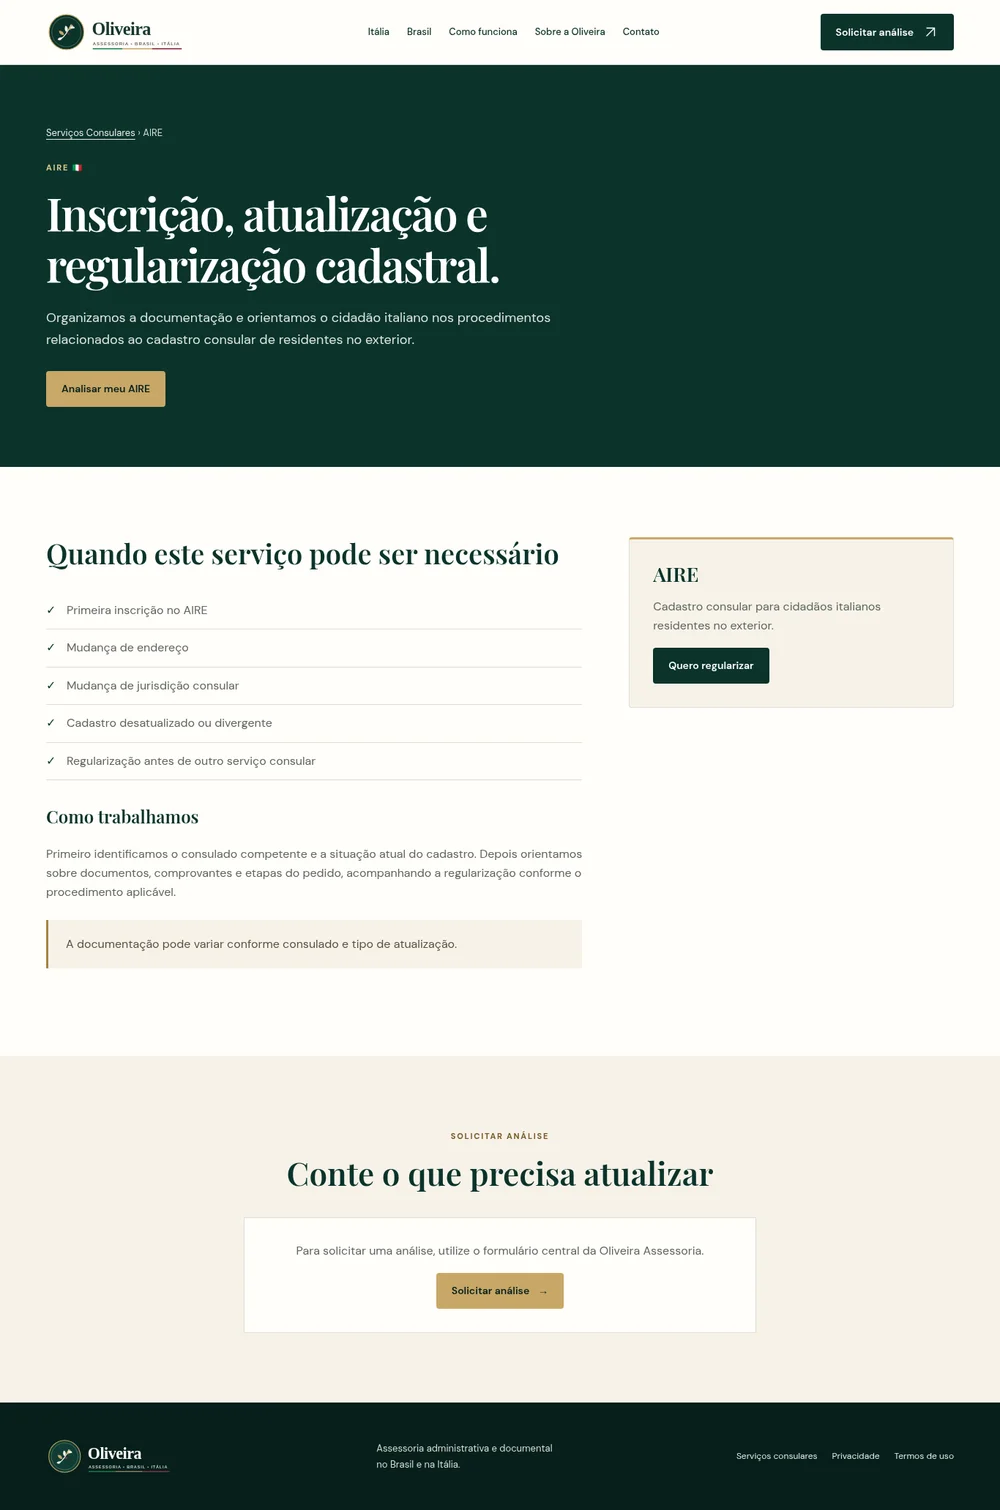 Oliveira
ASSESSORIA • BRASIL • ITÁLIA
Itália
Brasil
Como funciona
Sobre a Oliveira
Contato
Solicitar análise
Serviços Consulares › AIRE
AIRE 🇮🇹
Inscrição, atualização e
regularização cadastral.
Organizamos a documentação e orientamos o cidadão italiano nos procedimentos
relacionados ao cadastro consular de residentes no exterior.
Analisar meu AIRE
Quando este serviço pode ser necessário
✓ Primeira inscrição no AIRE
✓ Mudança de endereço
✓ Mudança de jurisdição consular
✓ Cadastro desatualizado ou divergente
✓ Regularização antes de outro serviço consular
Como trabalhamos
Primeiro identificamos o consulado competente e a situação atual do cadastro. Depois orientamos
sobre documentos, comprovantes e etapas do pedido, acompanhando a regularização conforme o
procedimento aplicável.
A documentação pode variar conforme consulado e tipo de atualização.
AIRE
Cadastro consular para cidadãos italianos
residentes no exterior.
Quero regularizar
SOLICITAR ANÁLISE
Conte o que precisa atualizar
Para solicitar uma análise, utilize o formulário central da Oliveira Assessoria.
Solicitar análise →
Oliveira
ASSESSORIA • BRASIL • ITÁLIA
Assessoria administrativa e documental
no Brasil e na Itália.
Serviços consulares
Privacidade
Termos de uso